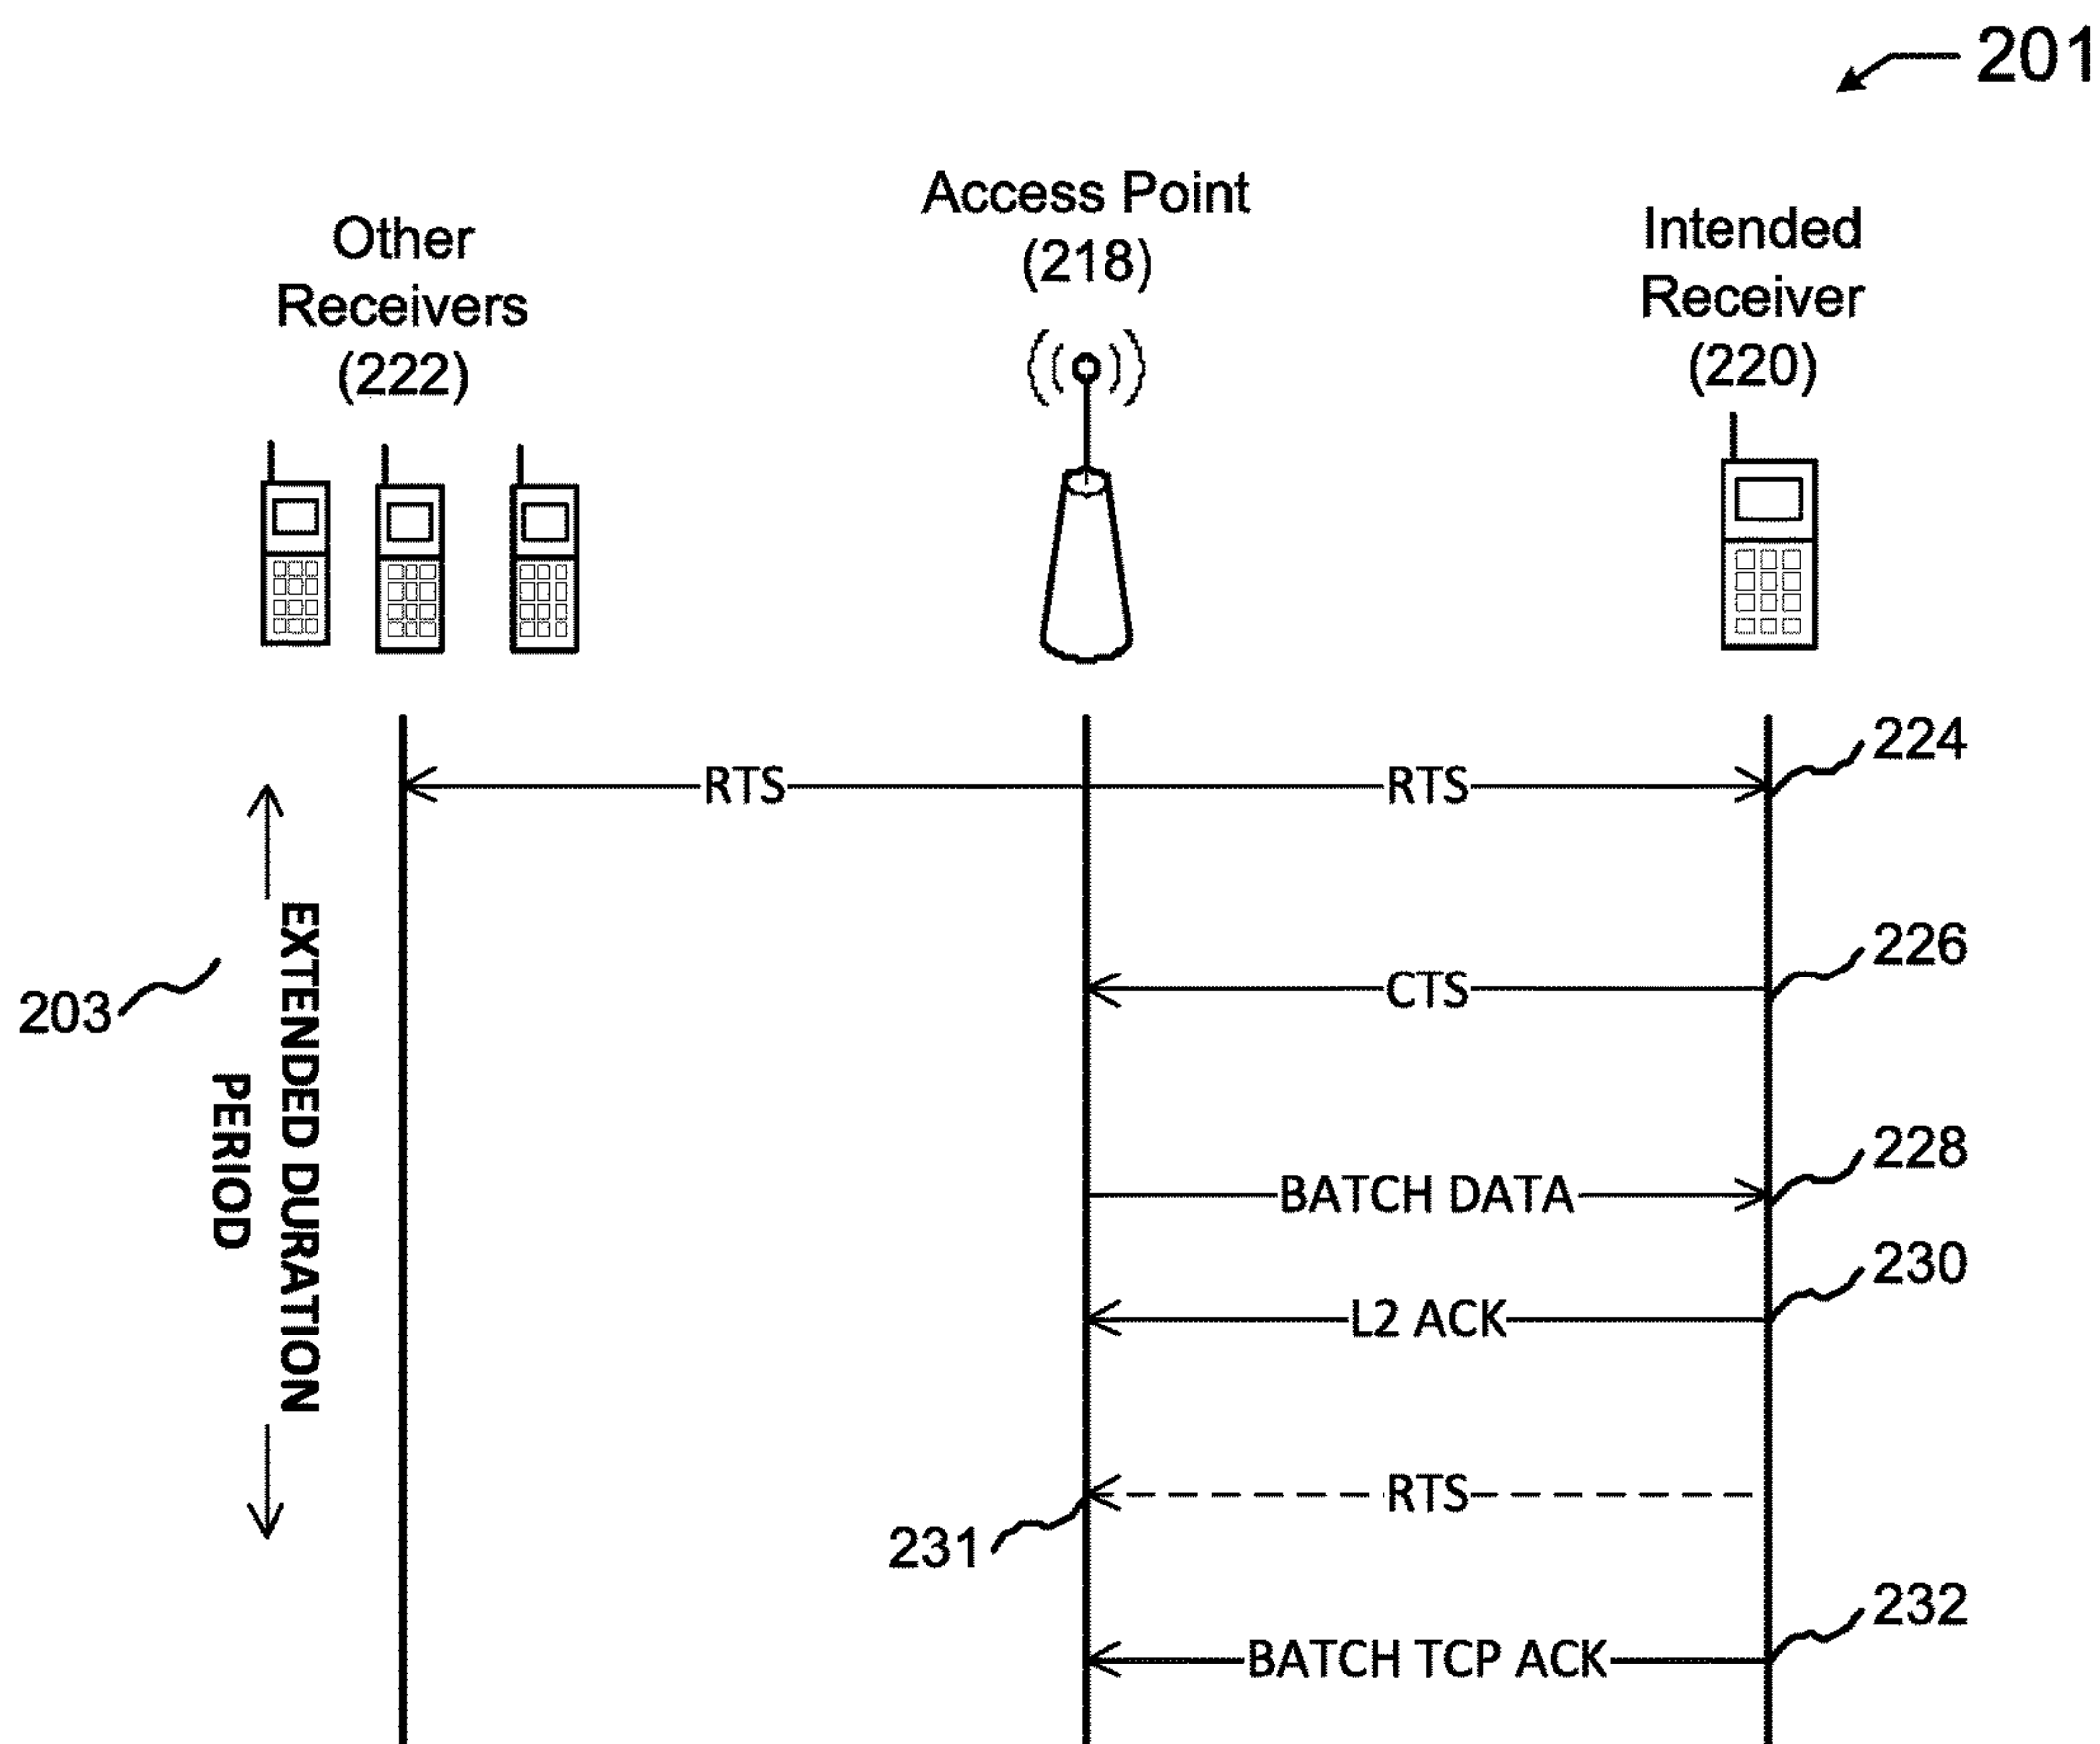 201
Other
Receivers
(222)
Access Point
(218)
Intended
Receiver
(220)
RTS
RTS
224
CTS
226
203
EXTENDED DURATION
PERIOD
BATCH DATA
228
L2 ACK
230
RTS
231
BATCH TCP ACK
232